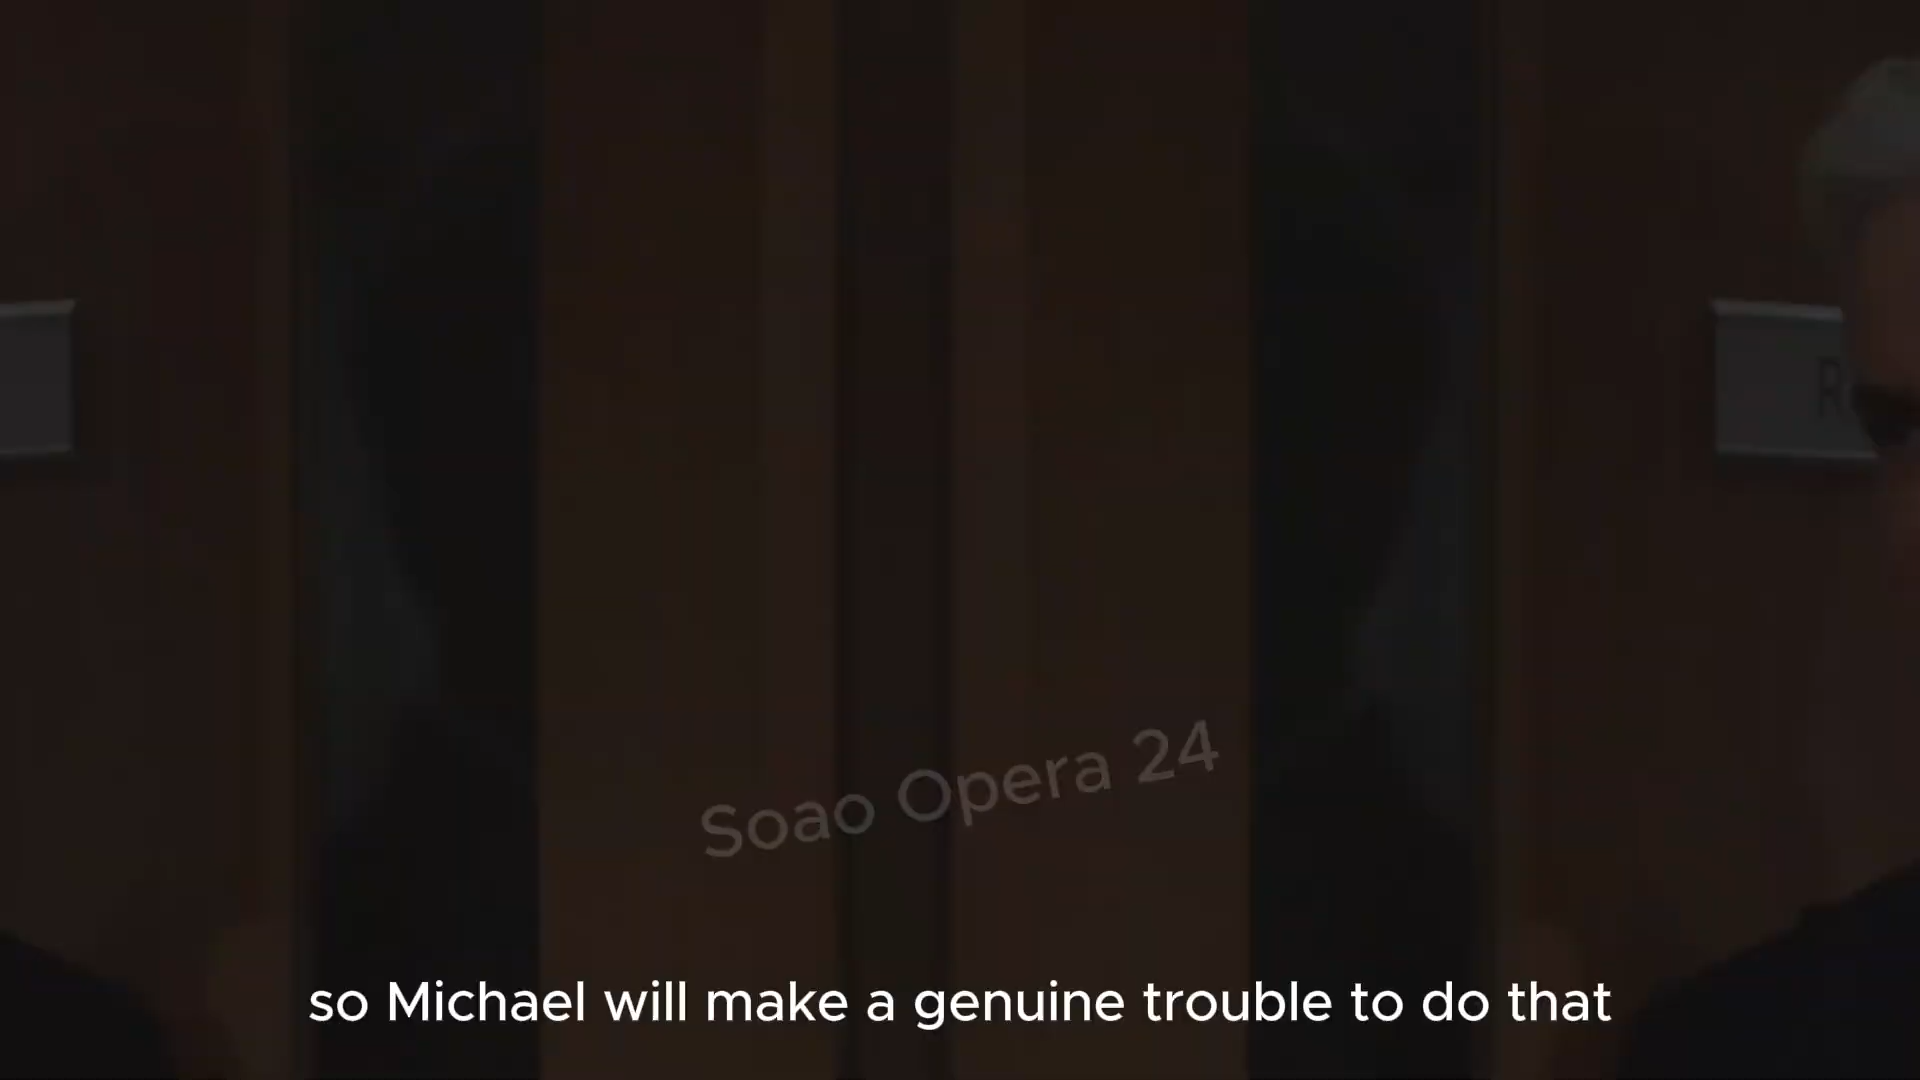 R
Soao Opera 24
so Michael will make a genuine trouble to do that